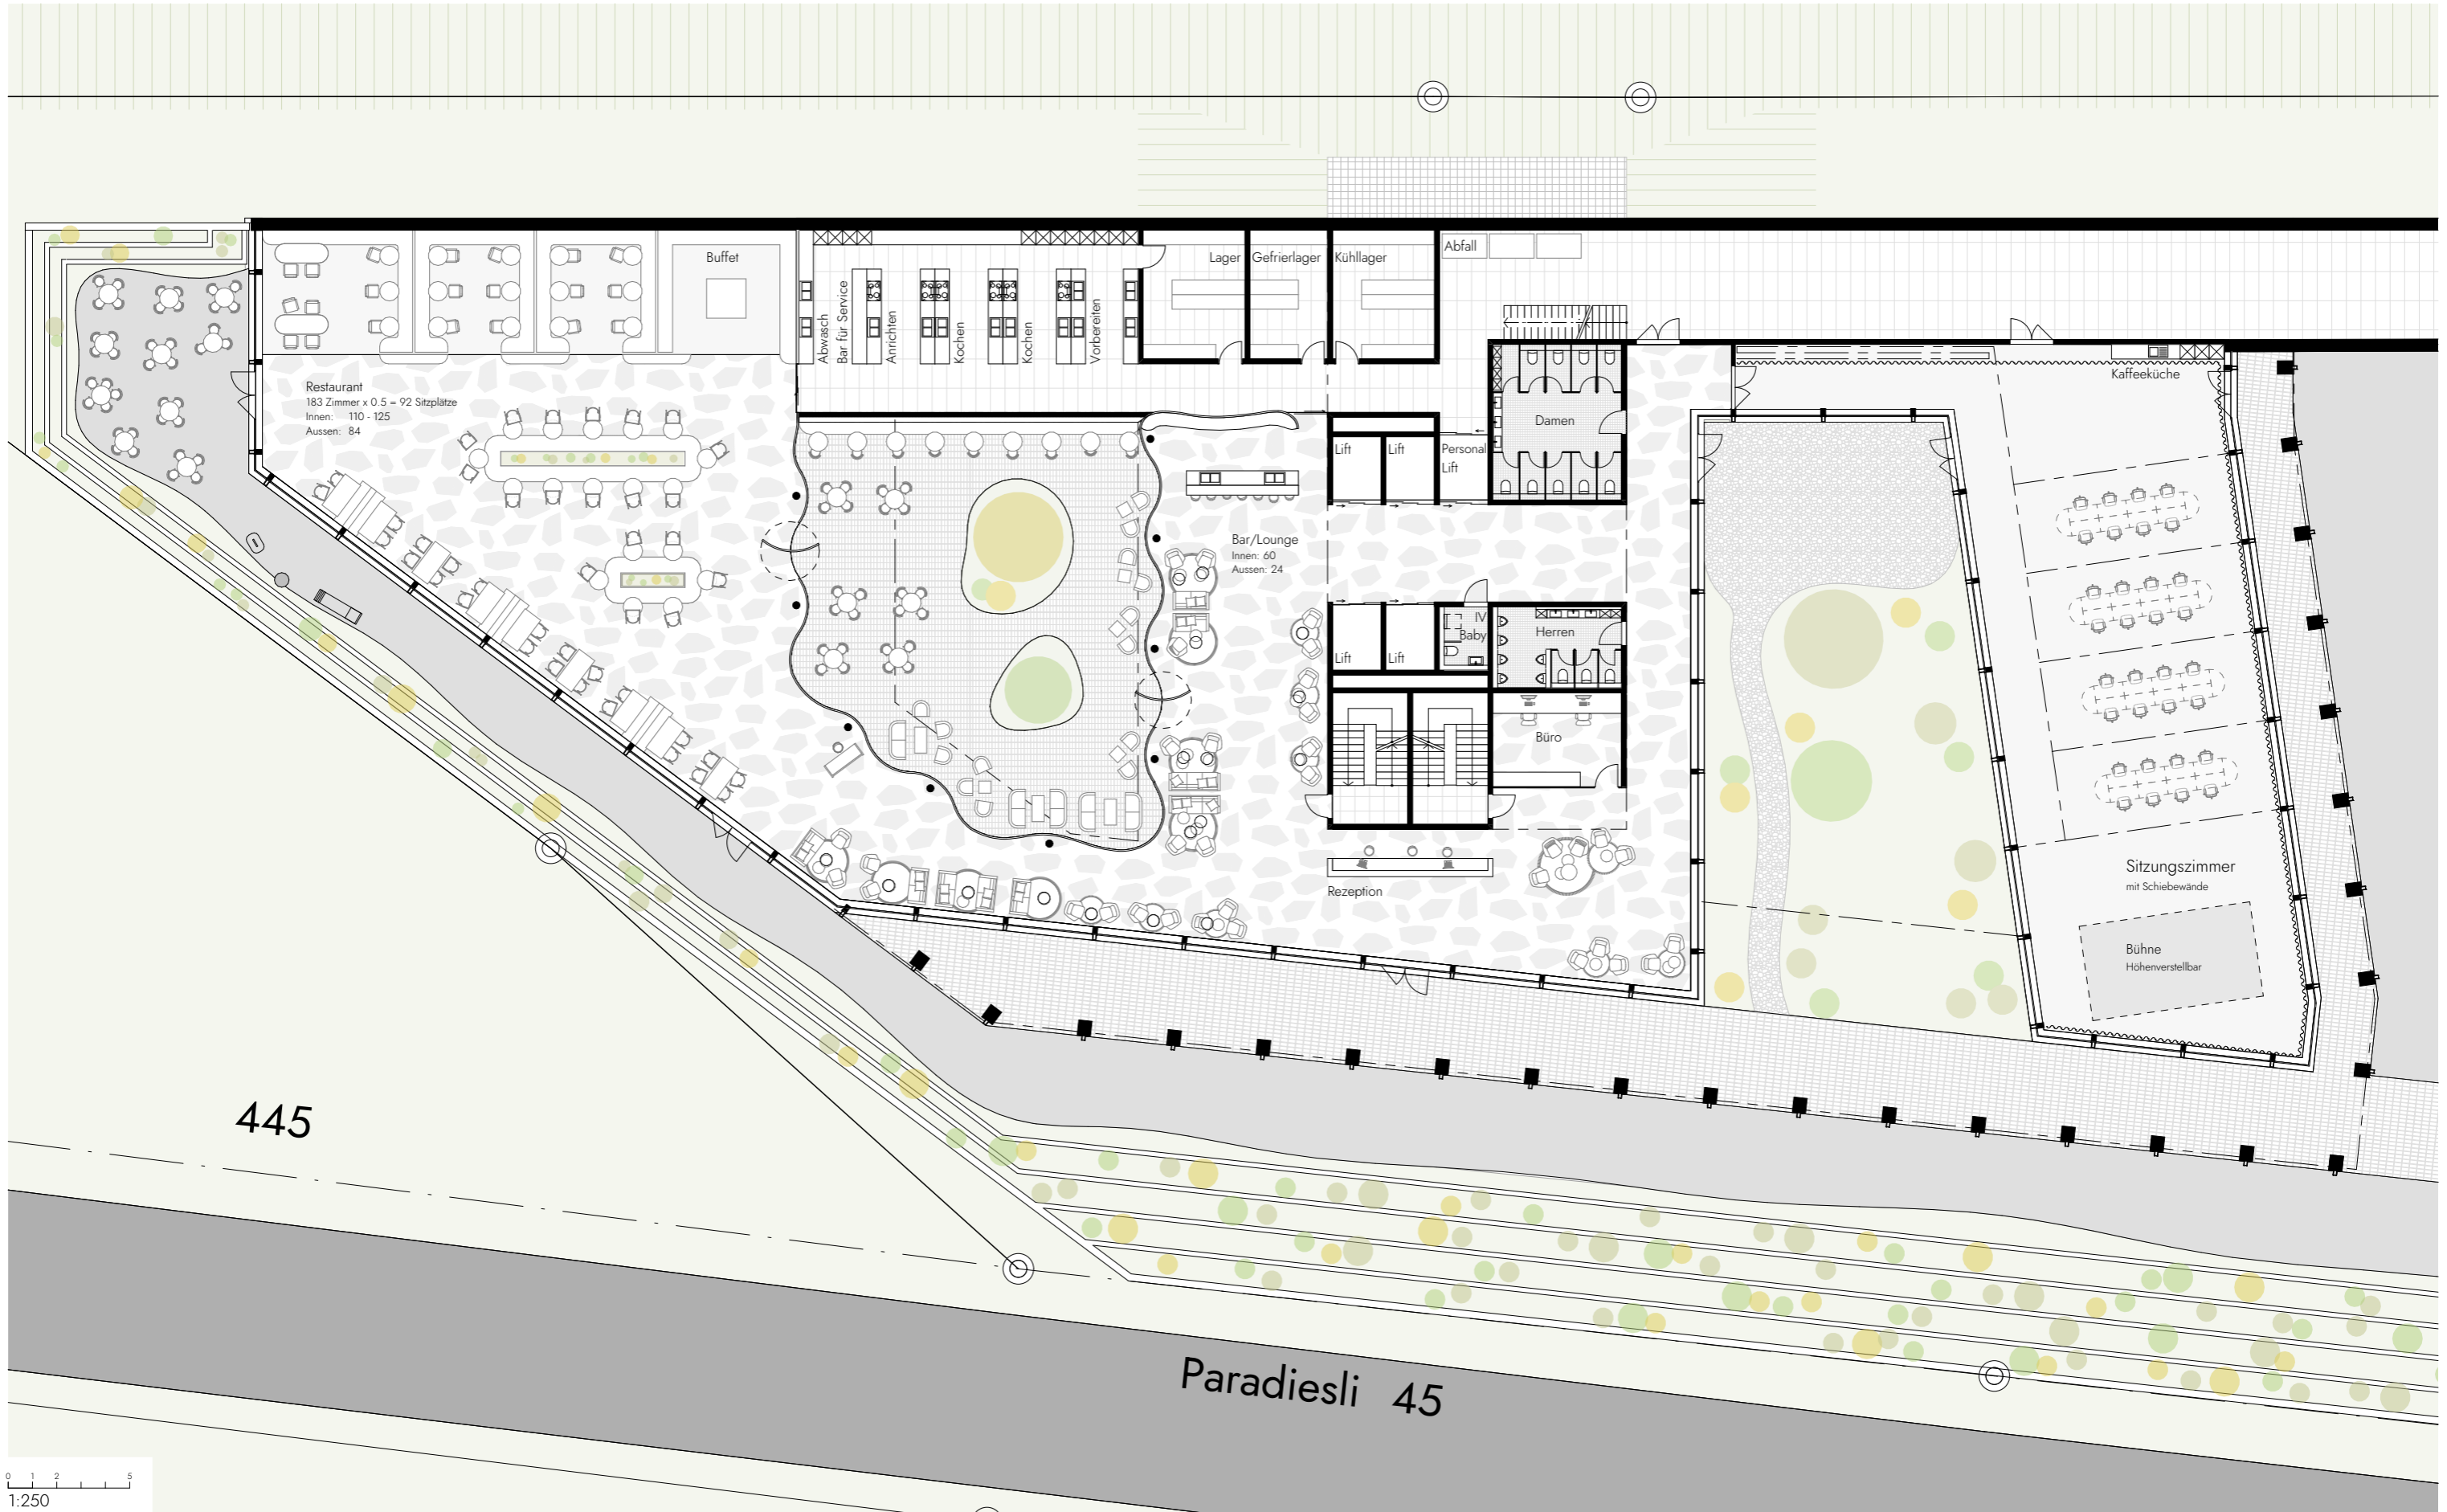 Buffet
Abwasch
Bar für Service
Anrichten
Kochen
Kochen
Vorbereiten
Lager
Gefrierlager
Kühllager
Abfall
Restaurant
183 Zimmer x 0.5 = 92 Sitzplätze
Innen: 110 - 125
Aussen: 84
Kaffeeküche
Damen
Lift
Lift
Personal
Lift
Bar/Lounge
Innen: 60
Aussen: 24
IV
Baby
Herren
Lift
Lift
Büro
Rezeption
Sitzungszimmer
mit Schiebewände
Bühne
Höhenverstellbar
445
Paradiesli 45
0 1 2 5
1:250